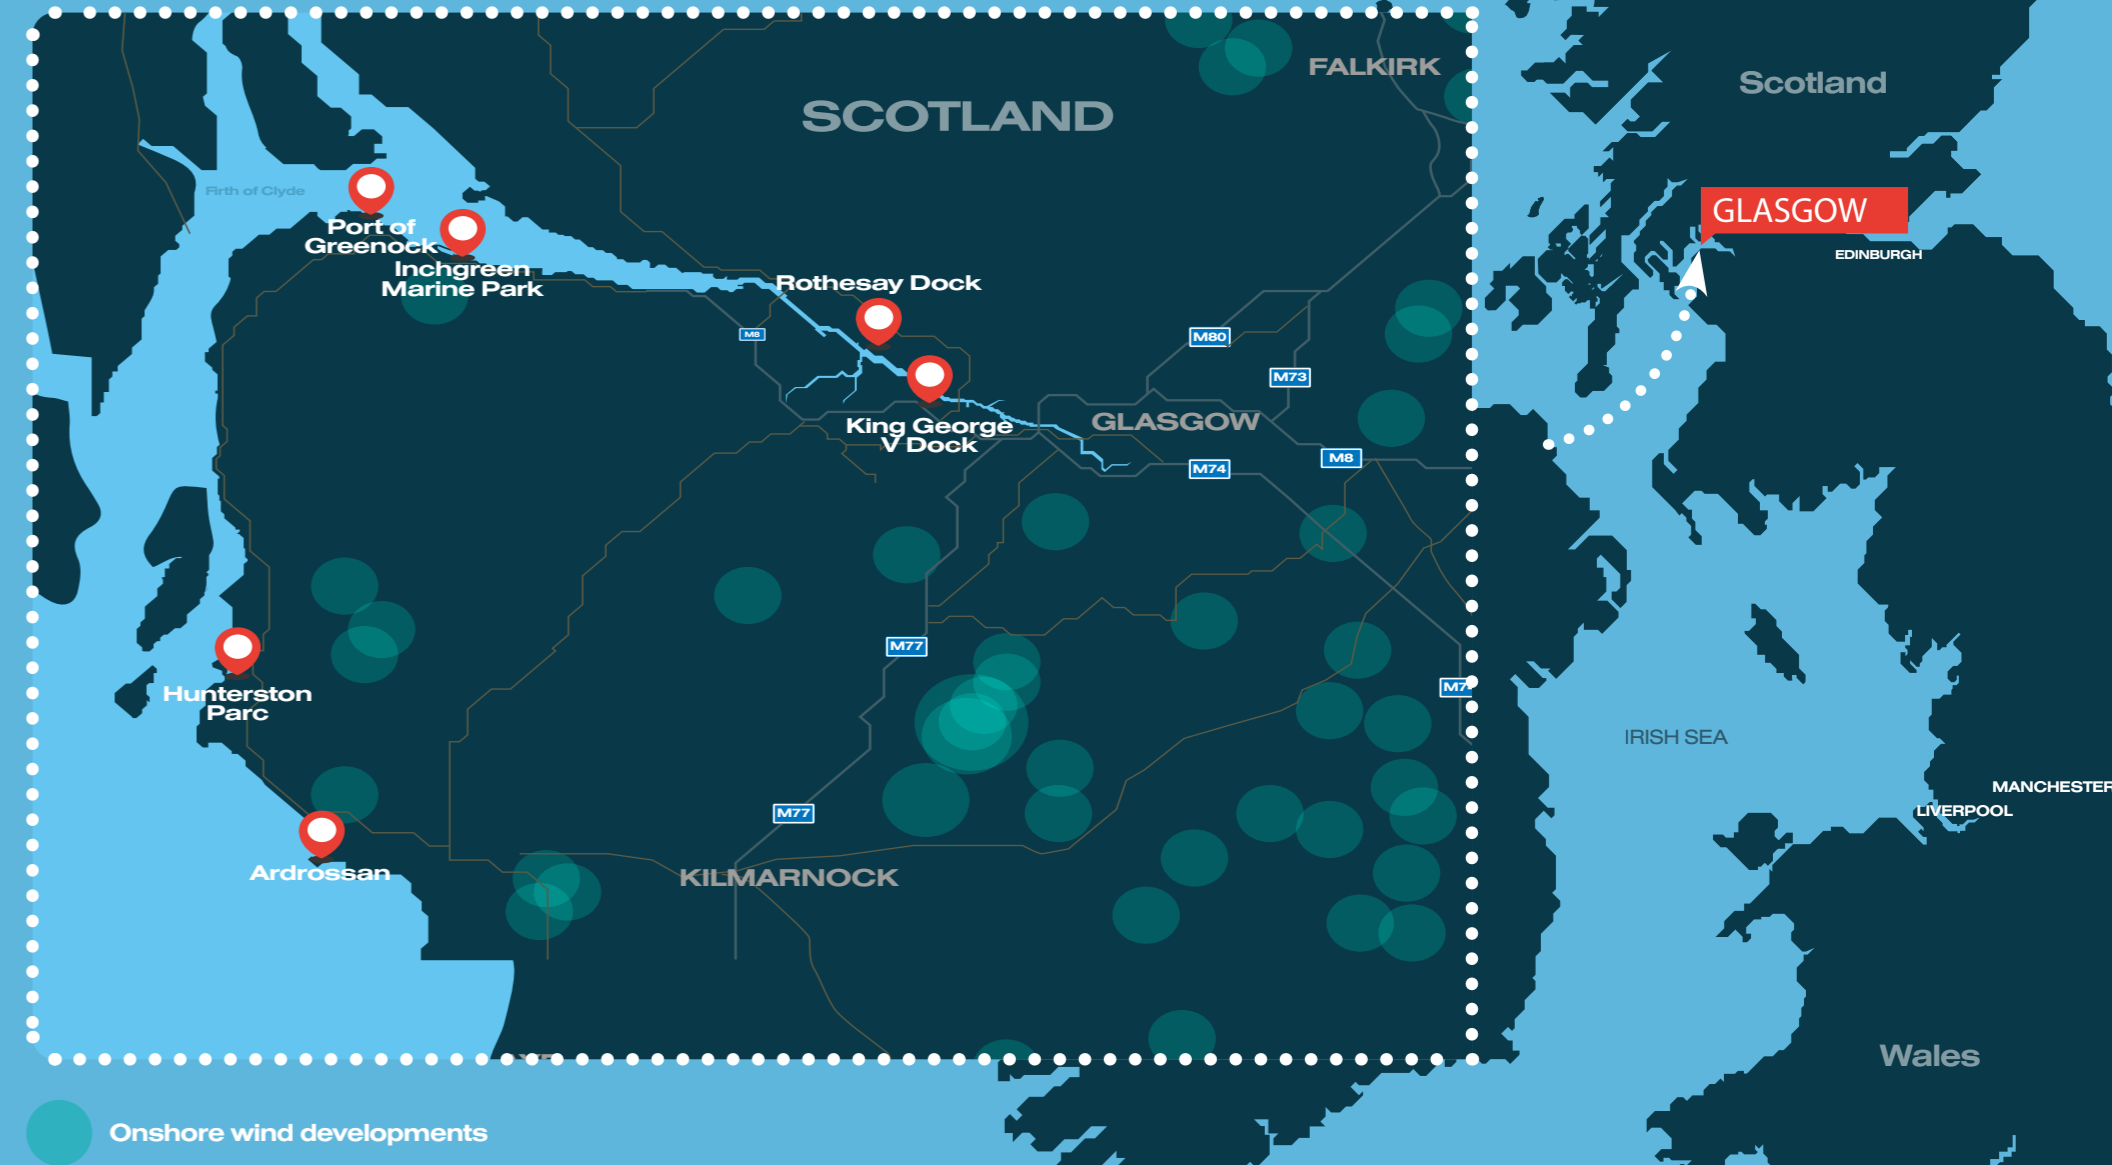 FALKIRK
SCOTLAND
Scotland
Firth of Clyde
GLASGOW
Port of
Greenock
EDINBURGH
Inchgreen
Marine Park
Rothesay Dock
M8
M80
M73
King George
V Dock
GLASGOW
M8
M74
M77
Hunterston
Parc
M7
IRISH SEA
MANCHESTER
LIVERPOOL
M77
Ardrossan
KILMARNOCK
Wales
Onshore wind developments